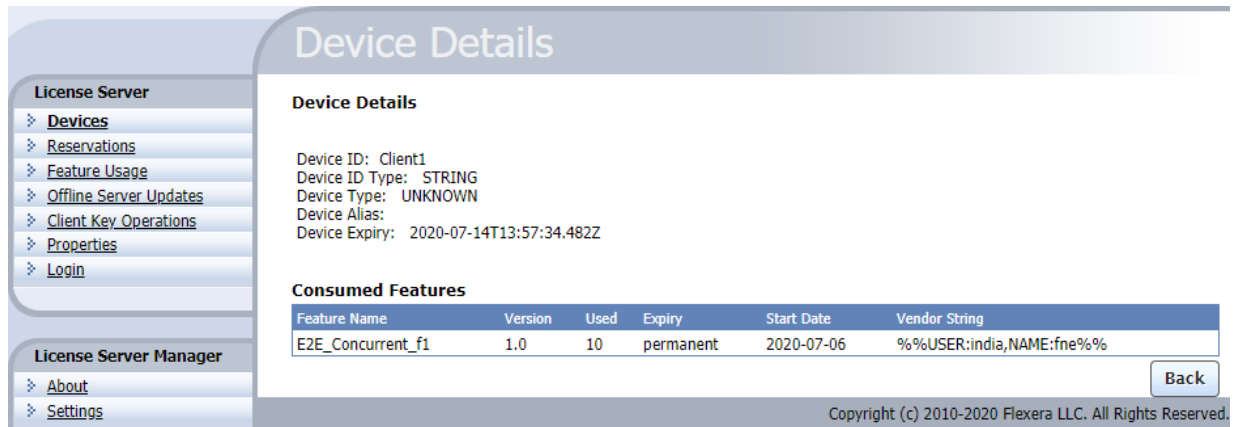 Device Details
License Server
Devices
Reservations
Feature Usage
Offline Server Updates
Client Key Operations
Properties
Login
License Server Manager
About
Settings
Device Details
Device ID: Client1
Device ID Type: STRING
Device Type: UNKNOWN
Device Alias:
Device Expiry: 2020-07-14T13:57:34.482Z
Consumed Features
Feature Name Version Used Expiry Start Date Vendor String
E2E_Concurrent_f1 1.0 10 permanent 2020-07-06 %%USER:india,NAME:fne%%
Back
Copyright (c) 2010-2020 Flexera LLC. All Rights Reserved.